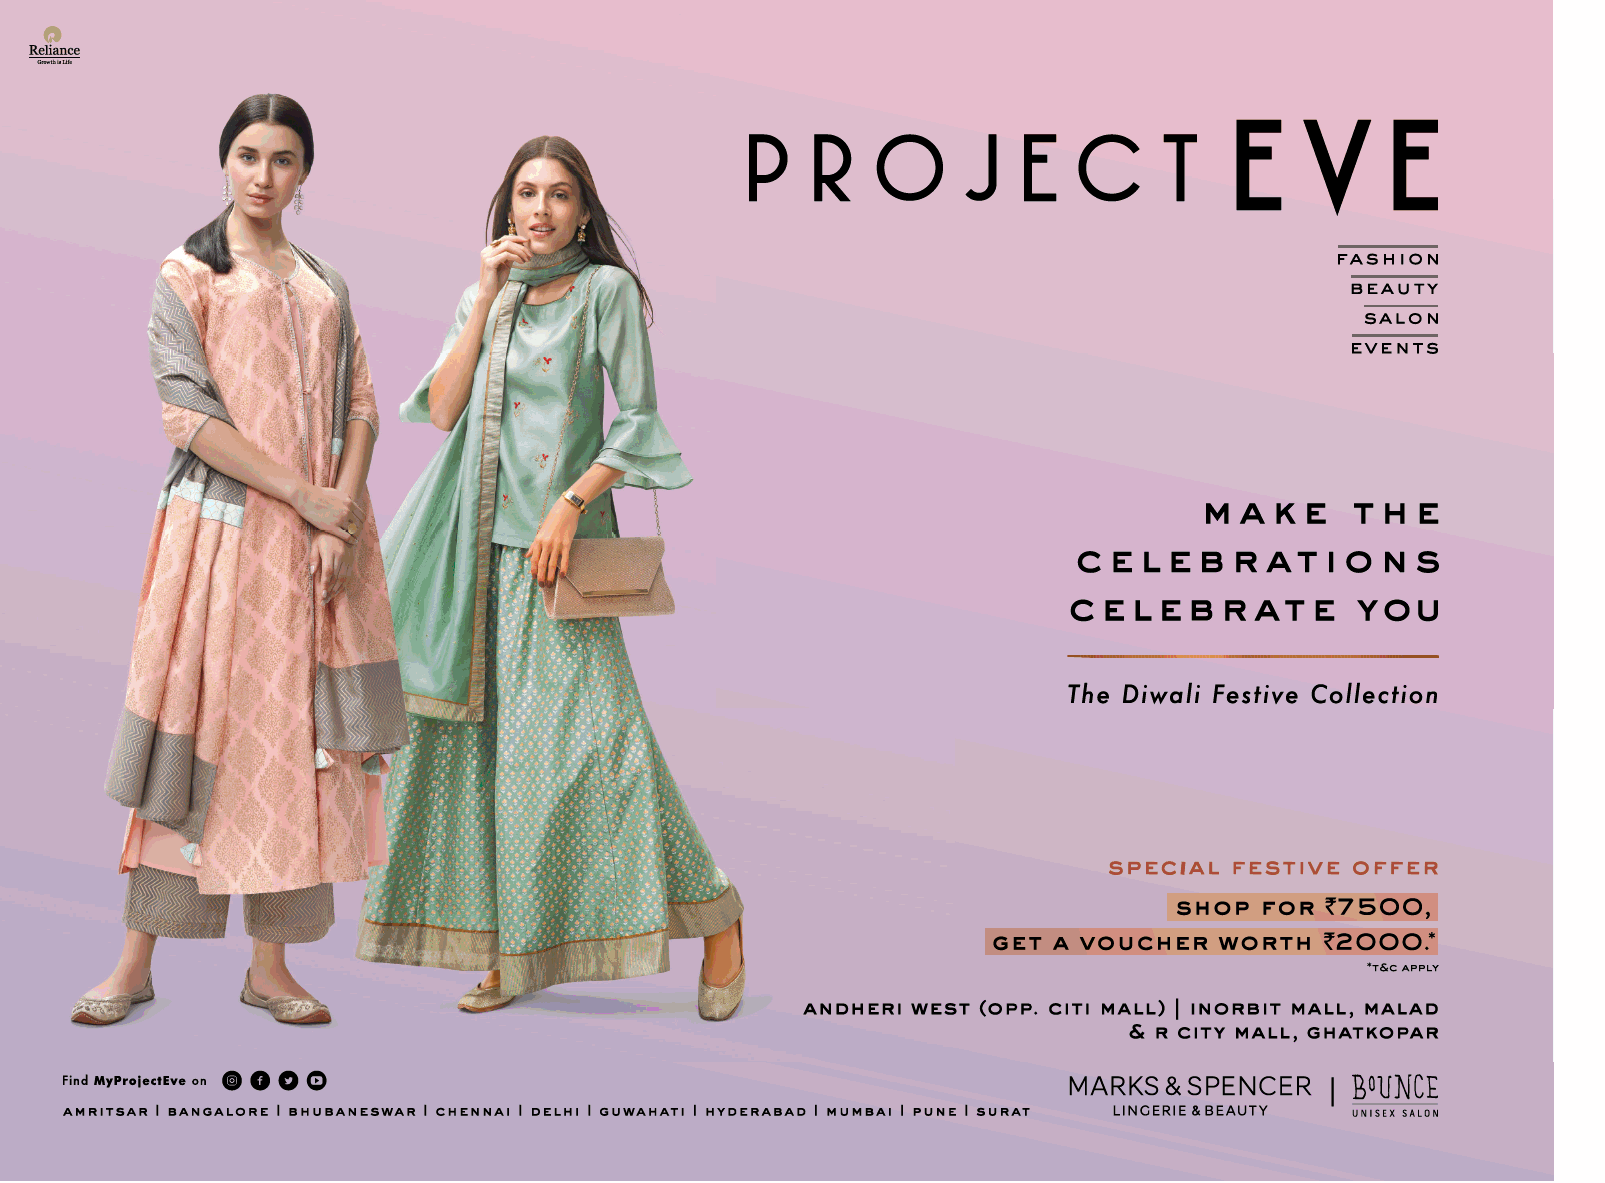 Reliance
Growth is Life
PROJECT EVE
FASHION
BEAUTY
SALON
EVENTS
MAKE THE
CELEBRATIONS
CELEBRATE YOU
The Diwali Festive Collection
SPECIAL FESTIVE OFFER
SHOP FOR ₹7500,
GET A VOUCHER WORTH ₹2000.*
*T&C APPLY
ANDHERI WEST (OPP. CITI MALL) | INORBIT MALL, MALAD
& R CITY MALL, GHATKOPAR
Find MyProjectEve on
AMRITSAR | BANGALORE | BHUBANESWAR | CHENNAI | DELHI | GUWAHATI | HYDERABAD | MUMBAI | PUNE | SURAT
MARKS & SPENCER
LINGERIE & BEAUTY
BOUNCE
UNISEX SALON